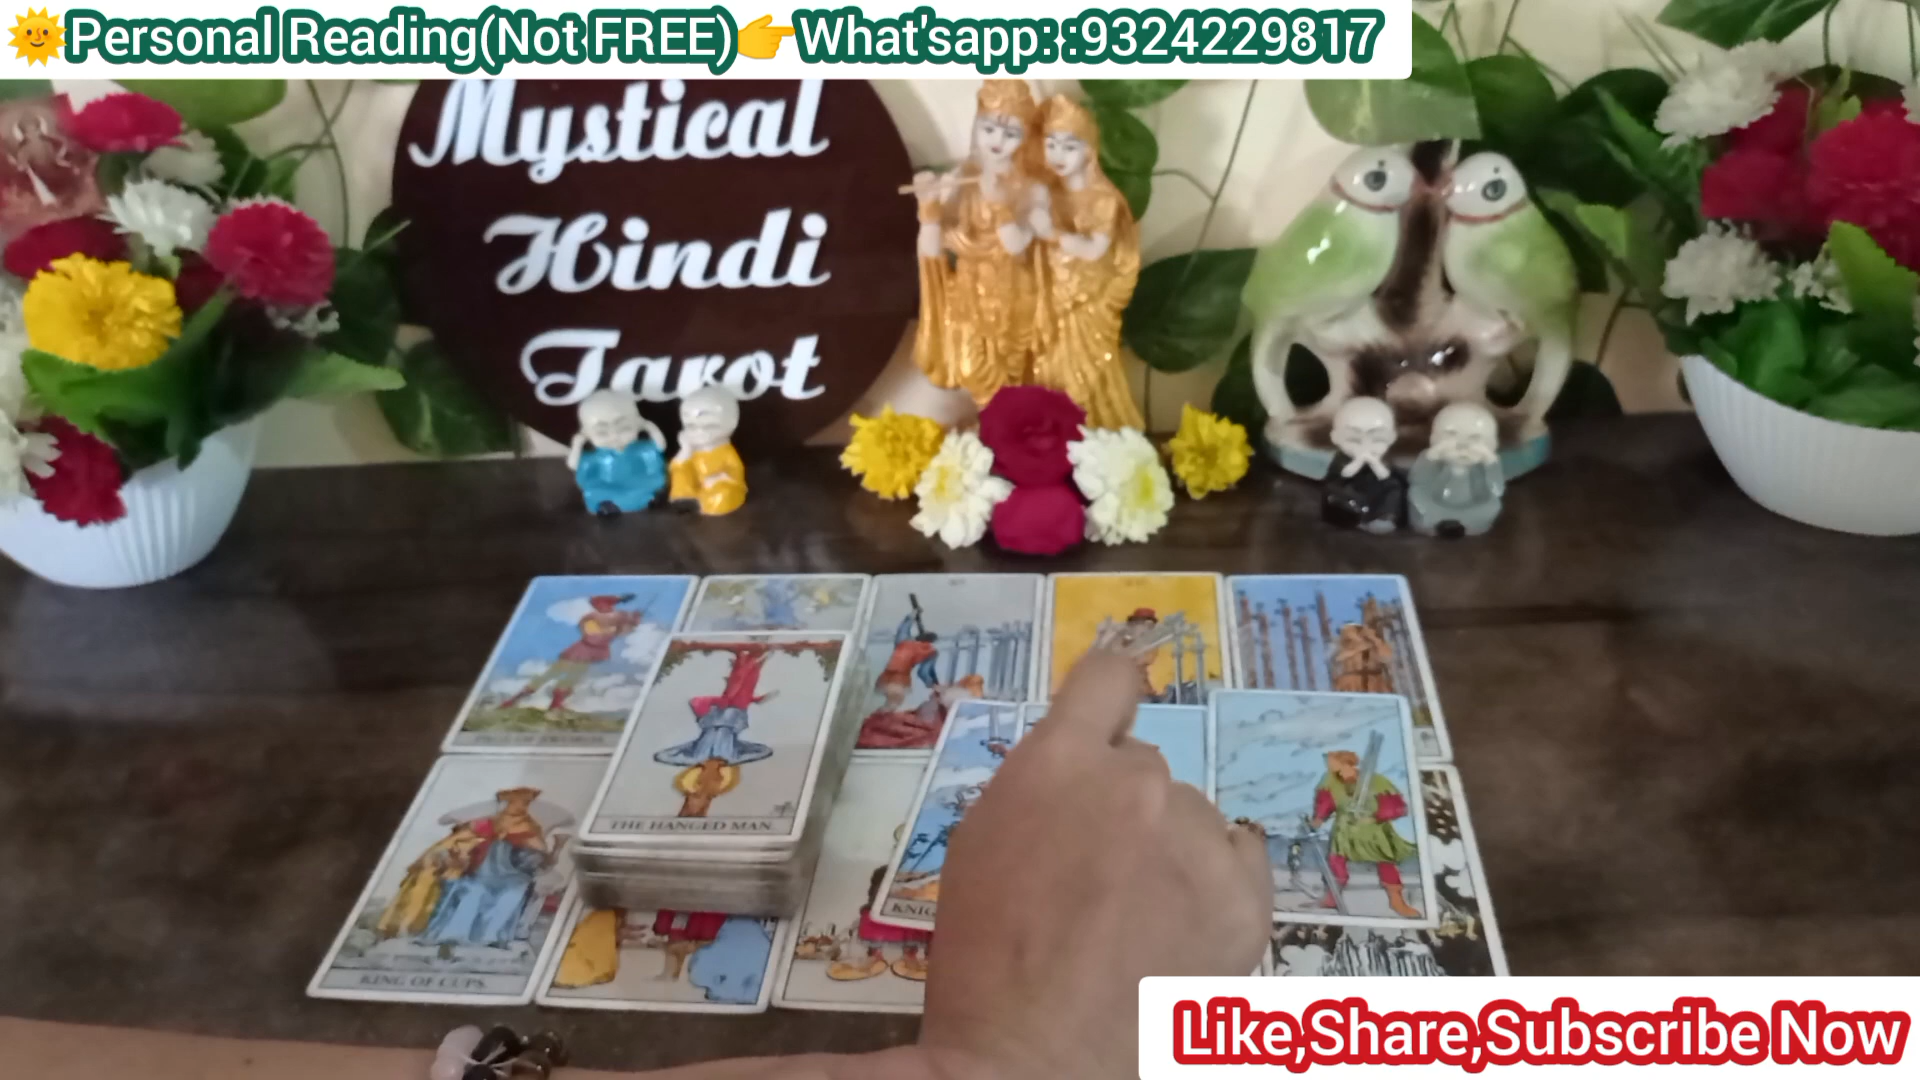 🌞Personal Reading(Not FREE)👉What'sapp: :9324229817
Mystical
Hindi
Tarot
THE HANGED MAN
KNIG
KING OF CUPS
Like,Share,Subscribe Now